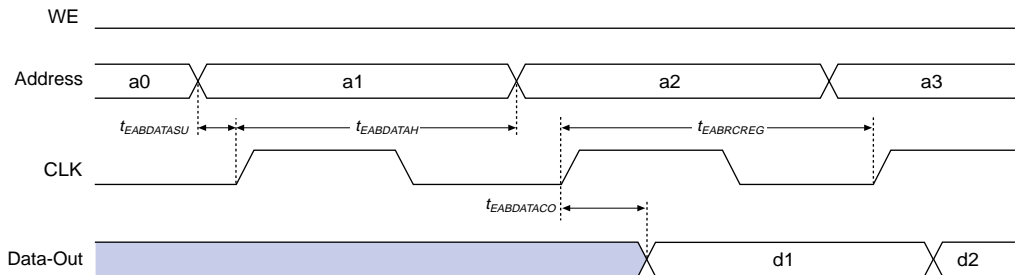 WE
Address a0 a1 a2 a3
tEABDATASU tEABDATAH tEABRCREG
CLK
tEABDATACO
Data-Out d1 d2